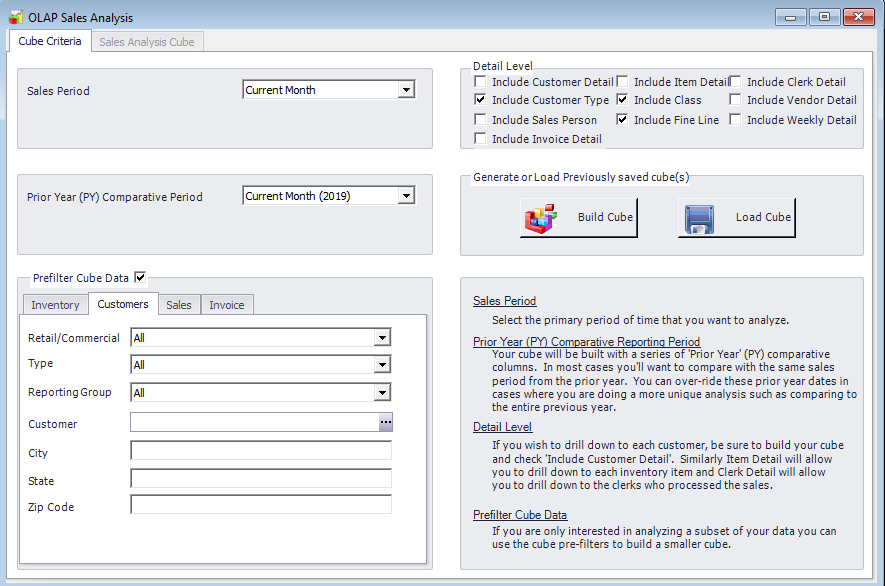 OLAP Sales Analysis
Cube Criteria
Sales Analysis Cube
Sales Period
Current Month
Detail Level
Include Customer Detail
Include Item Detail
Include Clerk Detail
Include Customer Type
Include Class
Include Vendor Detail
Include Sales Person
Include Fine Line
Include Weekly Detail
Include Invoice Detail
Prior Year (PY) Comparative Period
Current Month (2019)
Generate or Load Previously saved cube(s)
Build Cube
Load Cube
Prefilter Cube Data
Inventory
Customers
Sales
Invoice
Retail/Commercial
All
Type
All
Reporting Group
All
Customer
...
City
State
Zip Code
Sales Period
Select the primary period of time that you want to analyze.
Prior Year (PY) Comparative Reporting Period
Your cube will be built with a series of 'Prior Year' (PY) comparative
columns. In most cases you'll want to compare with the same sales
period from the prior year. You can over-ride these prior year dates in
cases where you are doing a more unique analysis such as comparing to
the entire previous year.
Detail Level
If you wish to drill down to each customer, be sure to build your cube
and check 'Include Customer Detail'. Similarly Item Detail will allow
you to drill down to each inventory item and Clerk Detail will allow
you to drill down to the clerks who processed the sales.
Prefilter Cube Data
If you are only interested in analyzing a subset of your data you can
use the cube pre-filters to build a smaller cube.